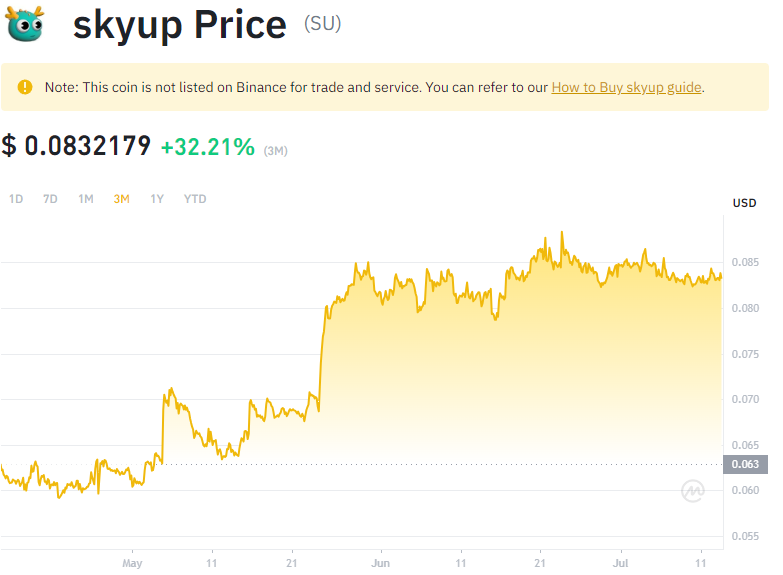 skyup Price (SU)
Note: This coin is not listed on Binance for trade and service. You can refer to our How to Buy skyup guide.
$ 0.0832179 +32.21% (3M)
1D 7D 1M 3M 1Y YTD
USD
0.085
0.080
0.075
0.070
0.065
0.063
0.060
0.055
May 11 21 Jun 11 21 Jul 11